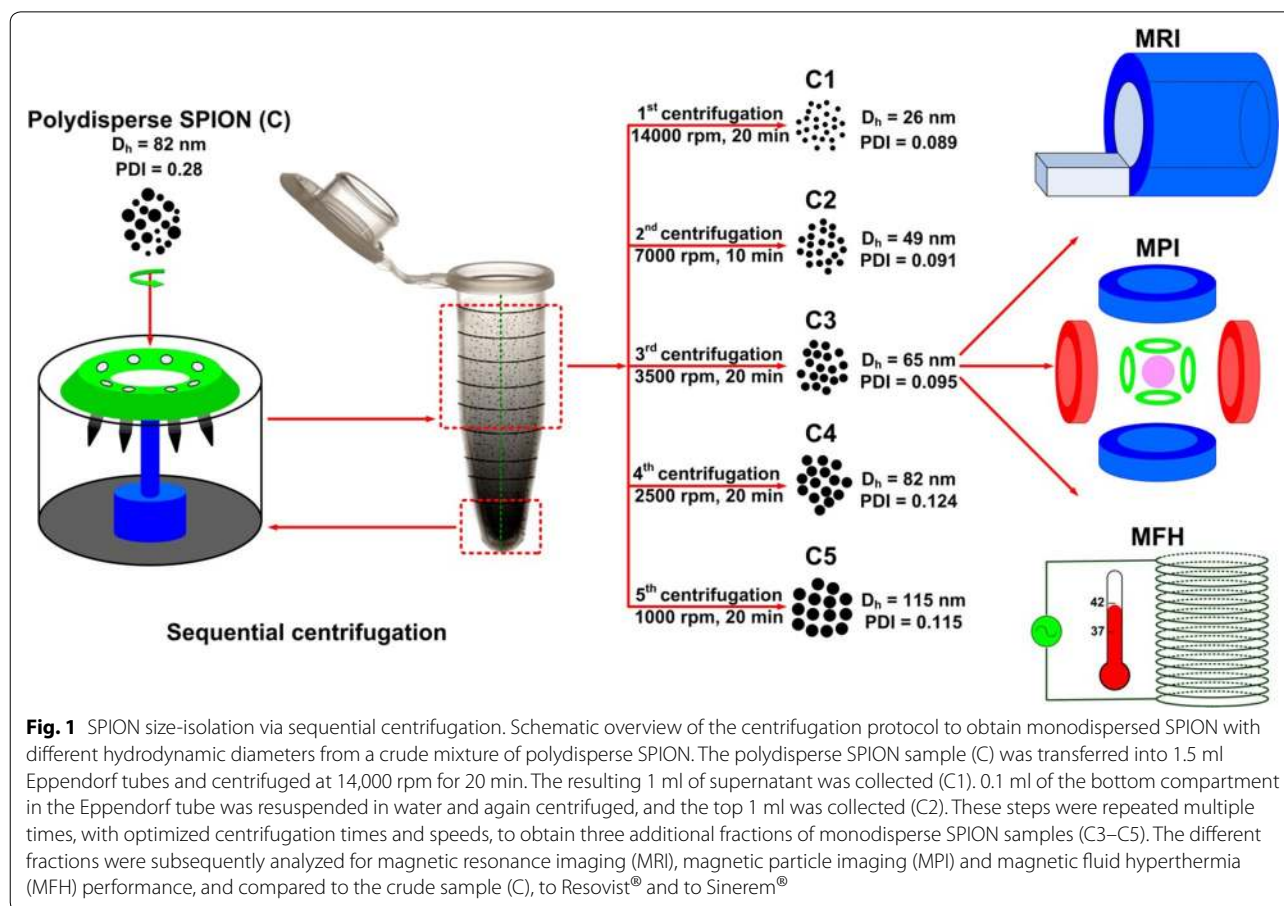 Polydisperse SPION (C)
D_h = 82 nm
PDI = 0.28
Sequential centrifugation
1st centrifugation
14000 rpm, 20 min
C1
D_h = 26 nm
PDI = 0.089
2nd centrifugation
7000 rpm, 10 min
C2
D_h = 49 nm
PDI = 0.091
3rd centrifugation
3500 rpm, 20 min
C3
D_h = 65 nm
PDI = 0.095
4th centrifugation
2500 rpm, 20 min
C4
D_h = 82 nm
PDI = 0.124
5th centrifugation
1000 rpm, 20 min
C5
D_h = 115 nm
PDI = 0.115
MRI
MPI
MFH
42
37
Fig. 1 SPION size-isolation via sequential centrifugation. Schematic overview of the centrifugation protocol to obtain monodispersed SPION with
different hydrodynamic diameters from a crude mixture of polydisperse SPION. The polydisperse SPION sample (C) was transferred into 1.5 ml
Eppendorf tubes and centrifuged at 14,000 rpm for 20 min. The resulting 1 ml of supernatant was collected (C1). 0.1 ml of the bottom compartment
in the Eppendorf tube was resuspended in water and again centrifuged, and the top 1 ml was collected (C2). These steps were repeated multiple
times, with optimized centrifugation times and speeds, to obtain three additional fractions of monodisperse SPION samples (C3–C5). The different
fractions were subsequently analyzed for magnetic resonance imaging (MRI), magnetic particle imaging (MPI) and magnetic fluid hyperthermia
(MFH) performance, and compared to the crude sample (C), to Resovist® and to Sinerem®